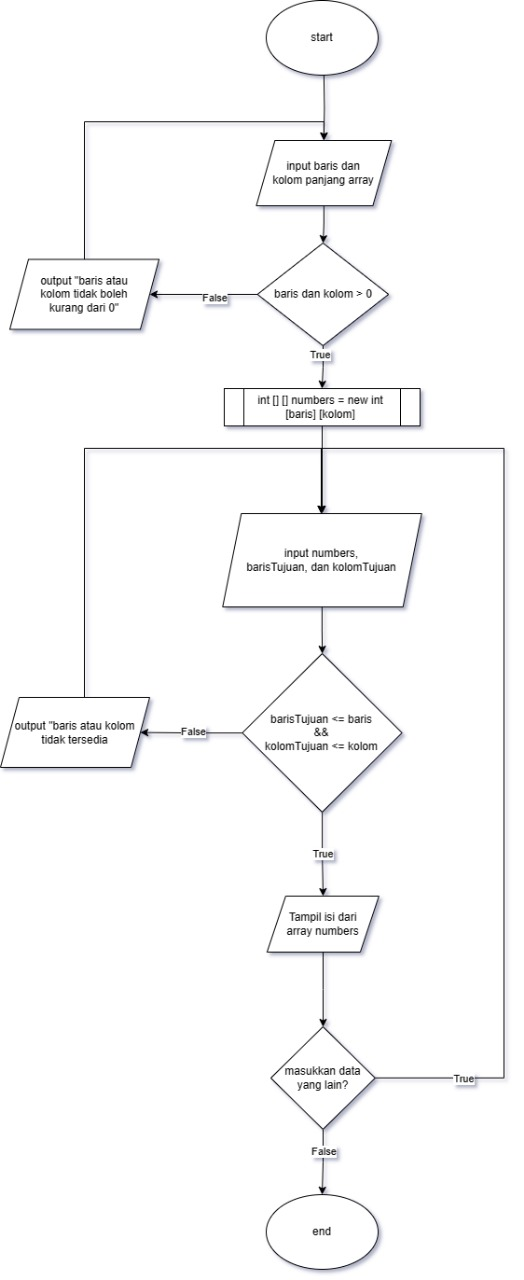 start
input baris dan
kolom panjang array
baris dan kolom > 0
False
output "baris atau
kolom tidak boleh
kurang dari 0"
True
int [] [] numbers = new int
[baris] [kolom]
input numbers,
barisTujuan, dan kolomTujuan
barisTujuan <= baris
&&
kolomTujuan <= kolom
False
output "baris atau kolom
tidak tersedia
True
Tampil isi dari
array numbers
masukkan data
yang lain?
True
False
end